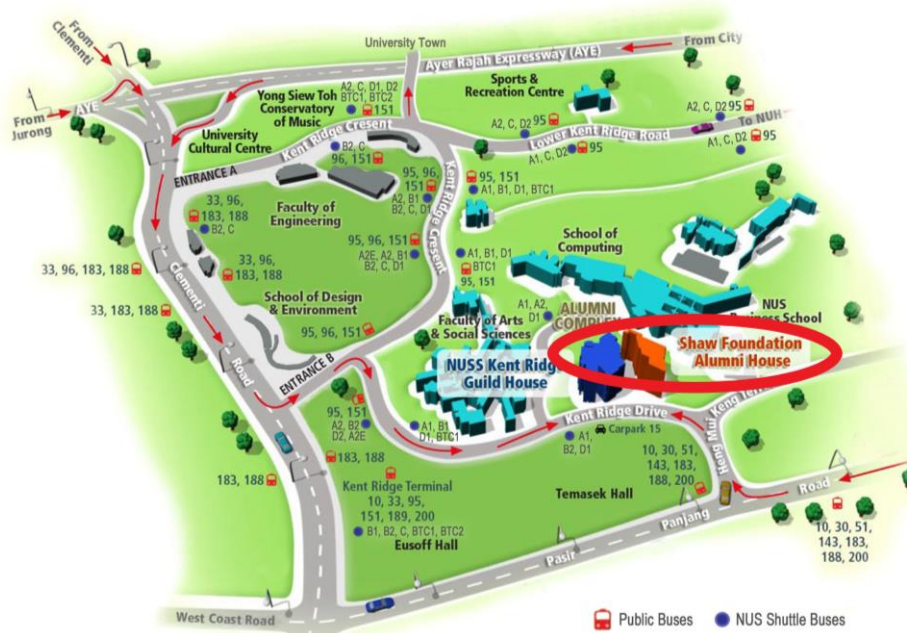 From
Clementi
University Town
Ayer Rajah Expressway (AYE)
From City
AYE
From
Jurong
Yong Siew Toh
Conservatory
of Music
A2, C, D1, D2
BTC1, BTC2
151
Sports &
Recreation Centre
A2, C, D2 95
A2, C, D2 95
To NUH
Lower Kent Ridge Road
A1, C, D2 95
A1, C, D2 95
University
Cultural Centre
Kent Ridge Cresent
B2, C
96, 151
ENTRANCE A
95, 96,
151
A2, B1
B2, C, D1
95, 151
A1, B1, D1, BTC1
Kent Ridge Cresent
33, 96,
183, 188
B2, C
Faculty of
Engineering
95, 96, 151
A2E, A2, B1
B2, C, D1
A1, B1, D1
BTC1
95, 151
School of
Computing
33, 96,
183, 188
33, 96, 183, 188
Clementi
Road
33, 183, 188
School of Design
& Environment
95, 96, 151
A1, A2,
D1
ALUMNI
Faculty of Arts
& Social Sciences
NUS
Shaw Foundation
Alumni House
NUSS Kent Ridge
Guild House
ENTRANCE B
95, 151
A2, B2
D2, A2E
A1, B1
D1, BTC1
Kent Ridge Drive
Carpark 15
A1,
B2, D1
Heng Mui Keng
183, 188
183, 188
Kent Ridge Terminal
10, 33, 95,
151, 189, 200
B1, B2, C, BTC1, BTC2
Eusoff Hall
Temasek Hall
10, 30, 51,
143, 183,
188, 200
Pasir
Panjang
Road
10, 30, 51,
143, 183,
188, 200
West Coast Road
Public Buses
NUS Shuttle Buses